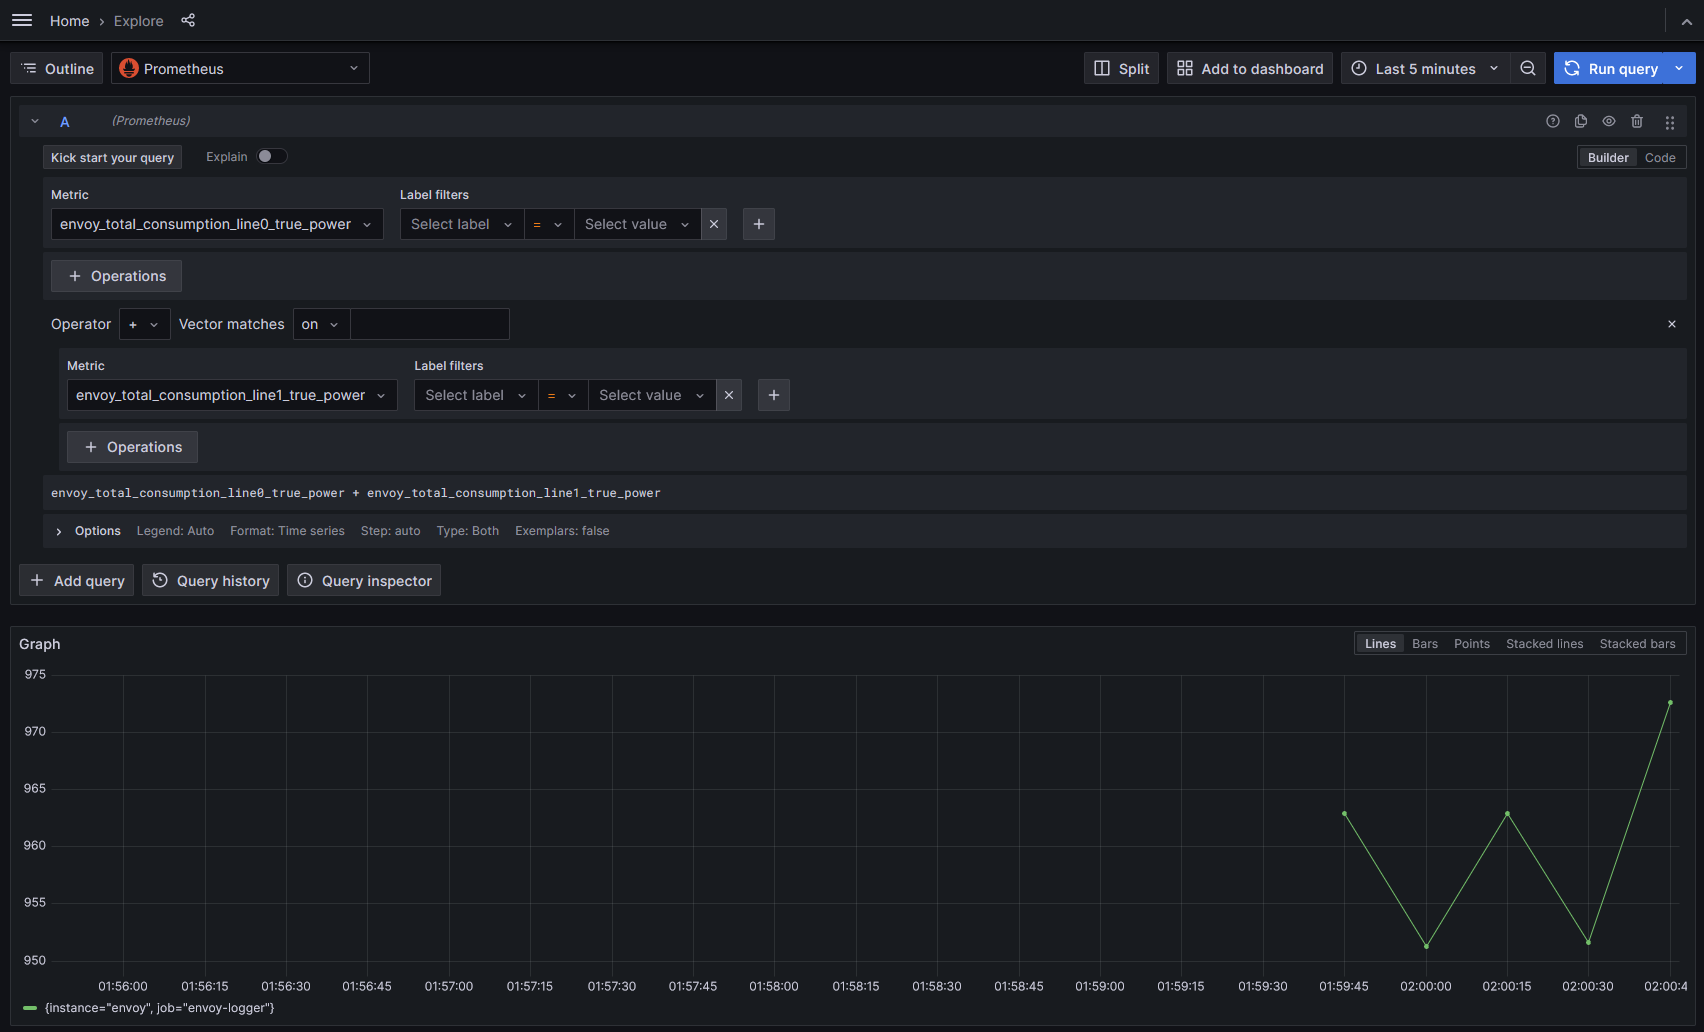 Home › Explore
Outline Prometheus Split Add to dashboard Last 5 minutes Run query
A (Prometheus)
Kick start your query Explain Builder Code
Metric Label filters
envoy_total_consumption_line0_true_power Select label = Select value
+ Operations
Operator + Vector matches on
Metric Label filters
envoy_total_consumption_line1_true_power Select label = Select value
+ Operations
envoy_total_consumption_line0_true_power + envoy_total_consumption_line1_true_power
Options Legend: Auto Format: Time series Step: auto Type: Both Exemplars: false
+ Add query Query history Query inspector
Graph Lines Bars Points Stacked lines Stacked bars
975
970
965
960
955
950
01:56:00 01:56:15 01:56:30 01:56:45 01:57:00 01:57:15 01:57:30 01:57:45 01:58:00 01:58:15 01:58:30 01:58:45 01:59:00 01:59:15 01:59:30 01:59:45 02:00:00 02:00:15 02:00:30 02:00:4
{instance="envoy", job="envoy-logger"}